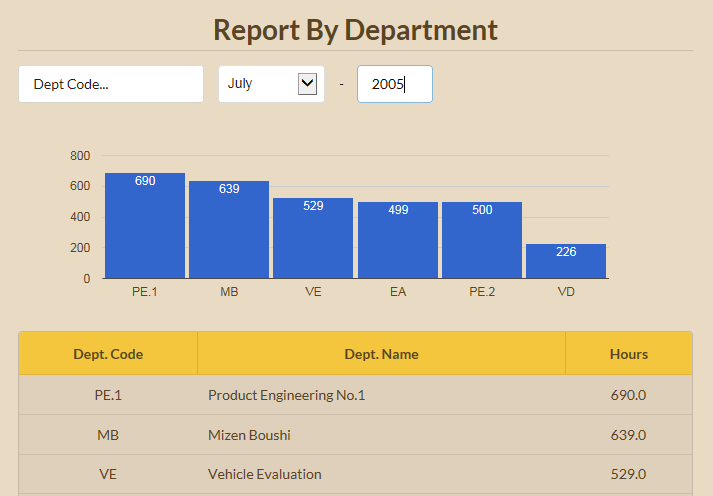 Report By Department
Dept Code... July - 2005
800
600
400
200
0
690 639 529 499 500 226
PE.1 MB VE EA PE.2 VD
Dept. Code Dept. Name Hours
PE.1 Product Engineering No.1 690.0
MB Mizen Boushi 639.0
VE Vehicle Evaluation 529.0